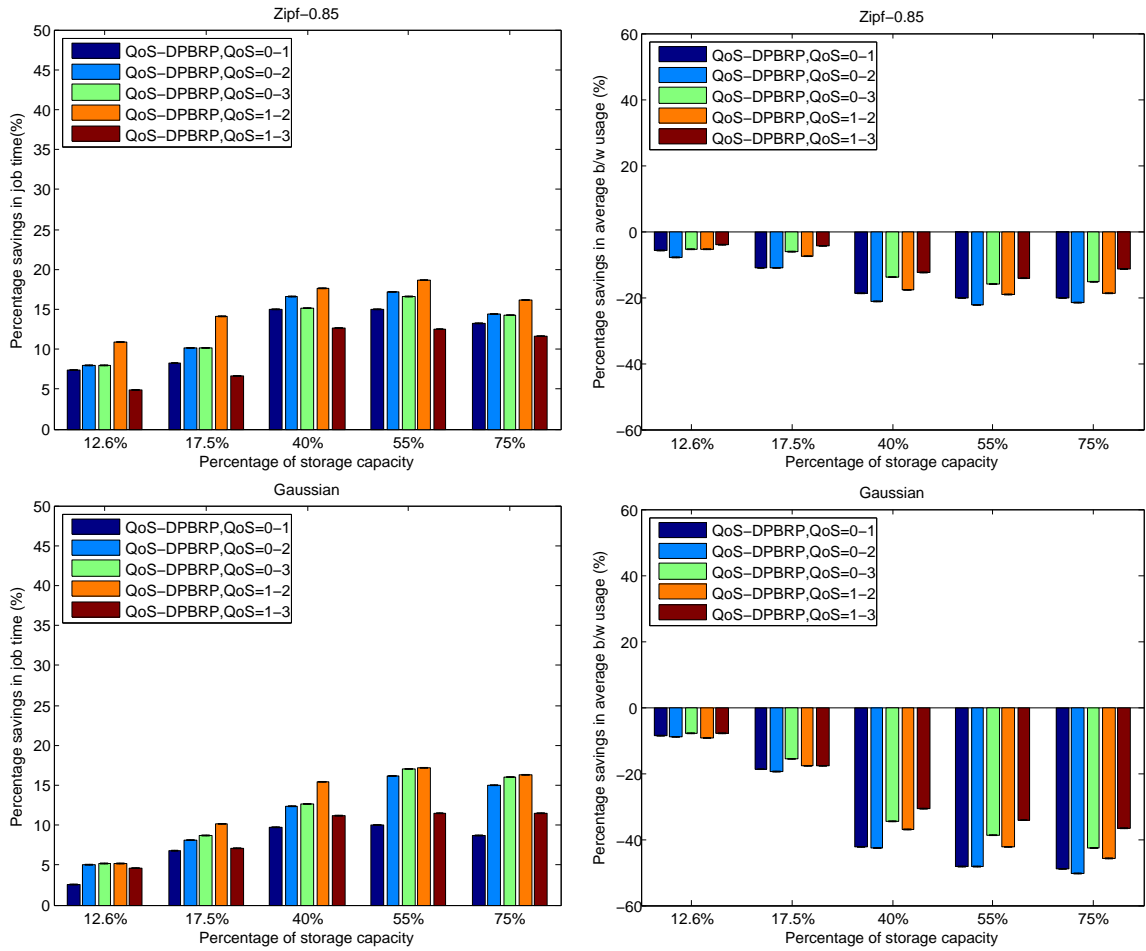 Zipf−0.85
50
45
40
35
30
25
20
15
10
5
0
Percentage savings in job time(%)
QoS−DPBRP,QoS=0−1
QoS−DPBRP,QoS=0−2
QoS−DPBRP,QoS=0−3
QoS−DPBRP,QoS=1−2
QoS−DPBRP,QoS=1−3
12.6% 17.5% 40% 55% 75%
Percentage of storage capacity
Zipf−0.85
60
40
20
0
−20
−40
−60
Percentage savings in average b/w usage (%)
QoS−DPBRP,QoS=0−1
QoS−DPBRP,QoS=0−2
QoS−DPBRP,QoS=0−3
QoS−DPBRP,QoS=1−2
QoS−DPBRP,QoS=1−3
12.6% 17.5% 40% 55% 75%
Percentage of storage capacity
Gaussian
50
45
40
35
30
25
20
15
10
5
0
Percentage savings in job time (%)
QoS−DPBRP,QoS=0−1
QoS−DPBRP,QoS=0−2
QoS−DPBRP,QoS=0−3
QoS−DPBRP,QoS=1−2
QoS−DPBRP,QoS=1−3
12.6% 17.5% 40% 55% 75%
Percentage of storage capacity
Gaussian
60
40
20
0
−20
−40
−60
Percentage savings in average b/w usage (%)
QoS−DPBRP,QoS=0−1
QoS−DPBRP,QoS=0−2
QoS−DPBRP,QoS=0−3
QoS−DPBRP,QoS=1−2
QoS−DPBRP,QoS=1−3
12.6% 17.5% 40% 55% 75%
Percentage of storage capacity